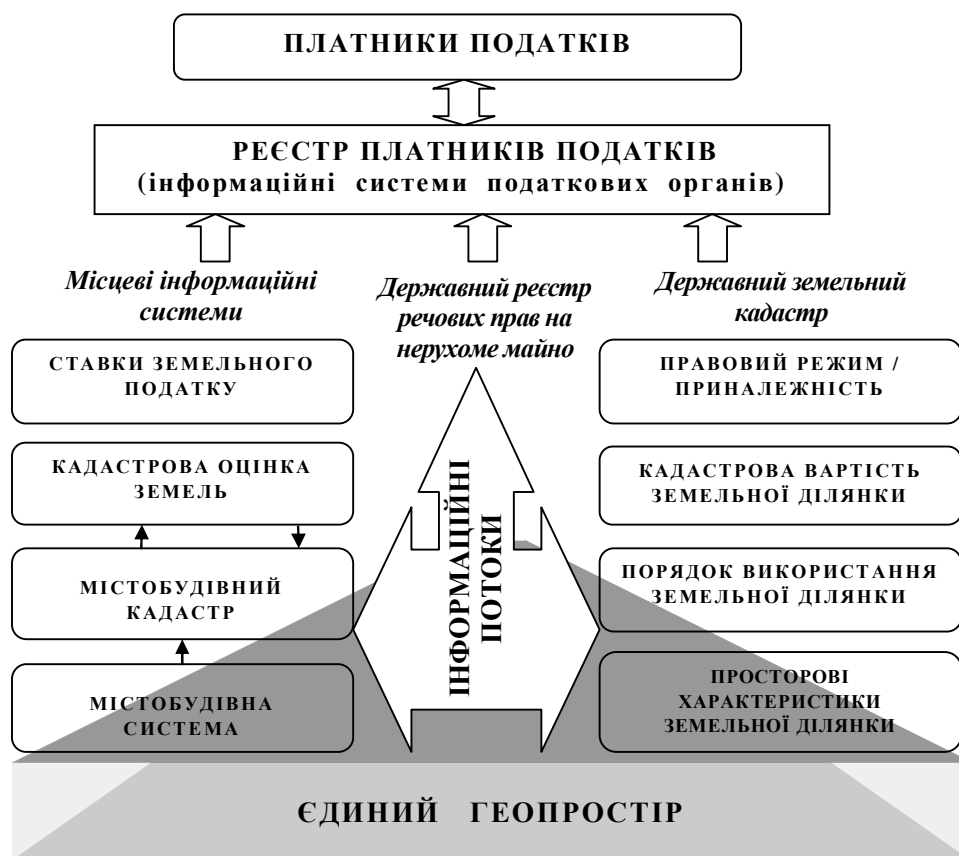 ПЛАТНИКИ ПОДАТКІВ
РЕЄСТР ПЛАТНИКІВ ПОДАТКІВ
(інформаційні системи податкових органів)
Місцеві інформаційні
системи
Державний реєстр
речових прав на
нерухоме майно
Державний земельний
кадастр
СТАВКИ ЗЕМЕЛЬНОГО
ПОДАТКУ
КАДАСТРОВА ОЦІНКА
ЗЕМЕЛЬ
МІСТОБУДІВНИЙ
КАДАСТР
МІСТОБУДІВНА
СИСТЕМА
ІНФОРМАЦІЙНІ
ПОТОКИ
ПРАВОВИЙ РЕЖИМ /
ПРИНАЛЕЖНІСТЬ
КАДАСТРОВА ВАРТІСТЬ
ЗЕМЕЛЬНОЇ ДІЛЯНКИ
ПОРЯДОК ВИКОРИСТАННЯ
ЗЕМЕЛЬНОЇ ДІЛЯНКИ
ПРОСТОРОВІ
ХАРАКТЕРИСТИКИ
ЗЕМЕЛЬНОЇ ДІЛЯНКИ
ЄДИНИЙ ГЕОПРОСТІР